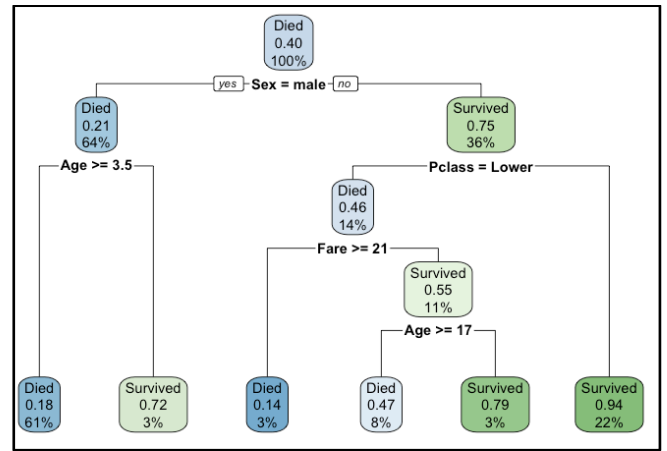 Died
0.40
100%
yes Sex = male no
Died
0.21
64%
Survived
0.75
36%
Age >= 3.5
Pclass = Lower
Died
0.46
14%
Fare >= 21
Survived
0.55
11%
Age >= 17
Died
0.18
61%
Survived
0.72
3%
Died
0.14
3%
Died
0.47
8%
Survived
0.79
3%
Survived
0.94
22%